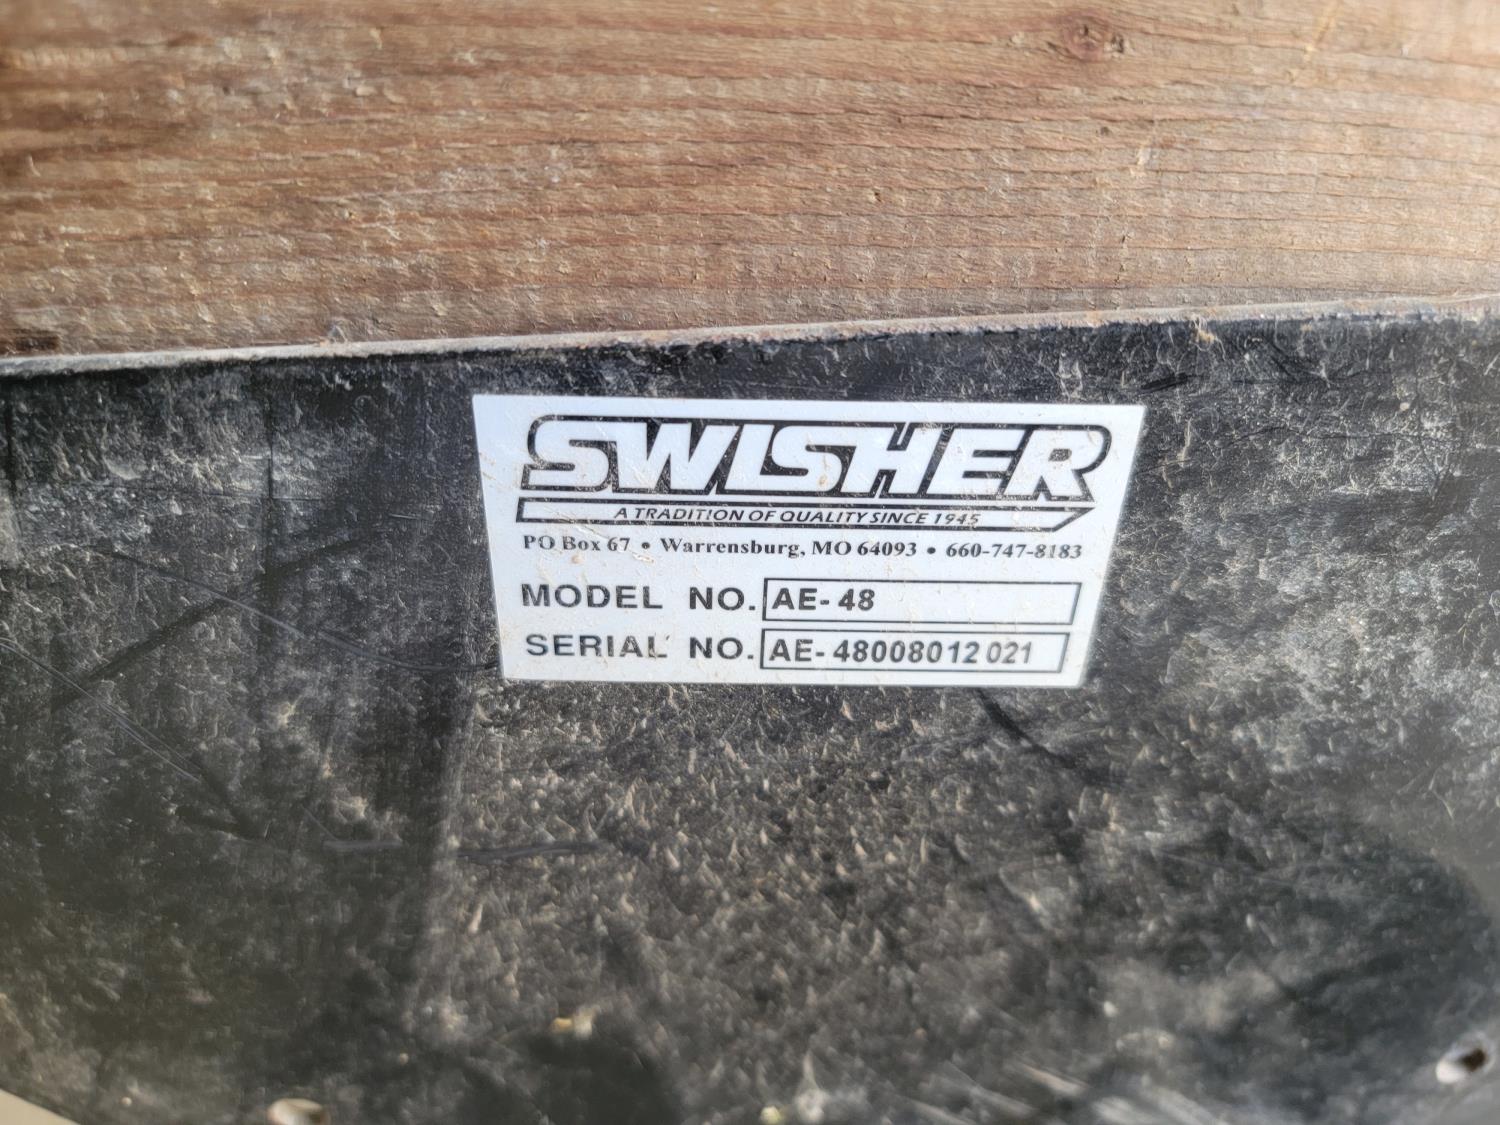 SWISHER
A TRADITION OF QUALITY SINCE 1945
PO Box 67 • Warrensburg, MO 64093 • 660-747-8183
MODEL NO. AE-48
SERIAL NO. AE-48008012 021